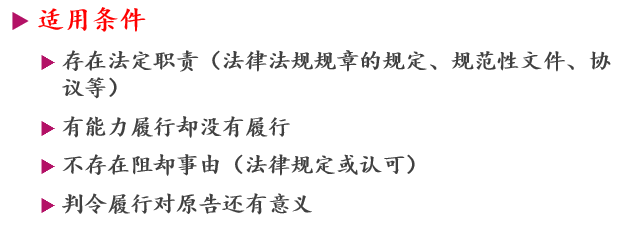 适用条件
存在法定职责（法律法规规章的规定、规范性文件、协
议等）
有能力履行却没有履行
不存在阻却事由（法律规定或认可）
判令履行对原告还有意义